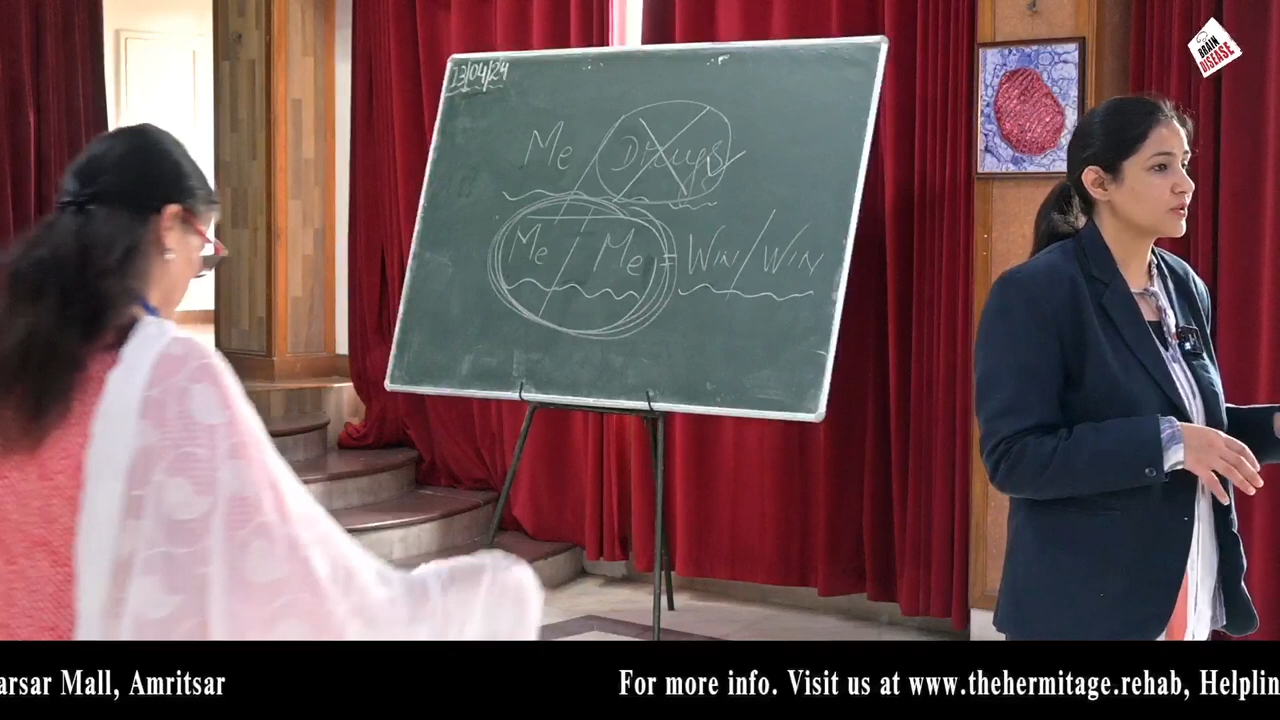 13/04/24
Me Drugs
Me / Me = WIN/WIN
BRAIN
DISEASE
arsar Mall, Amritsar
For more info. Visit us at www.thehermitage.rehab, Helplin